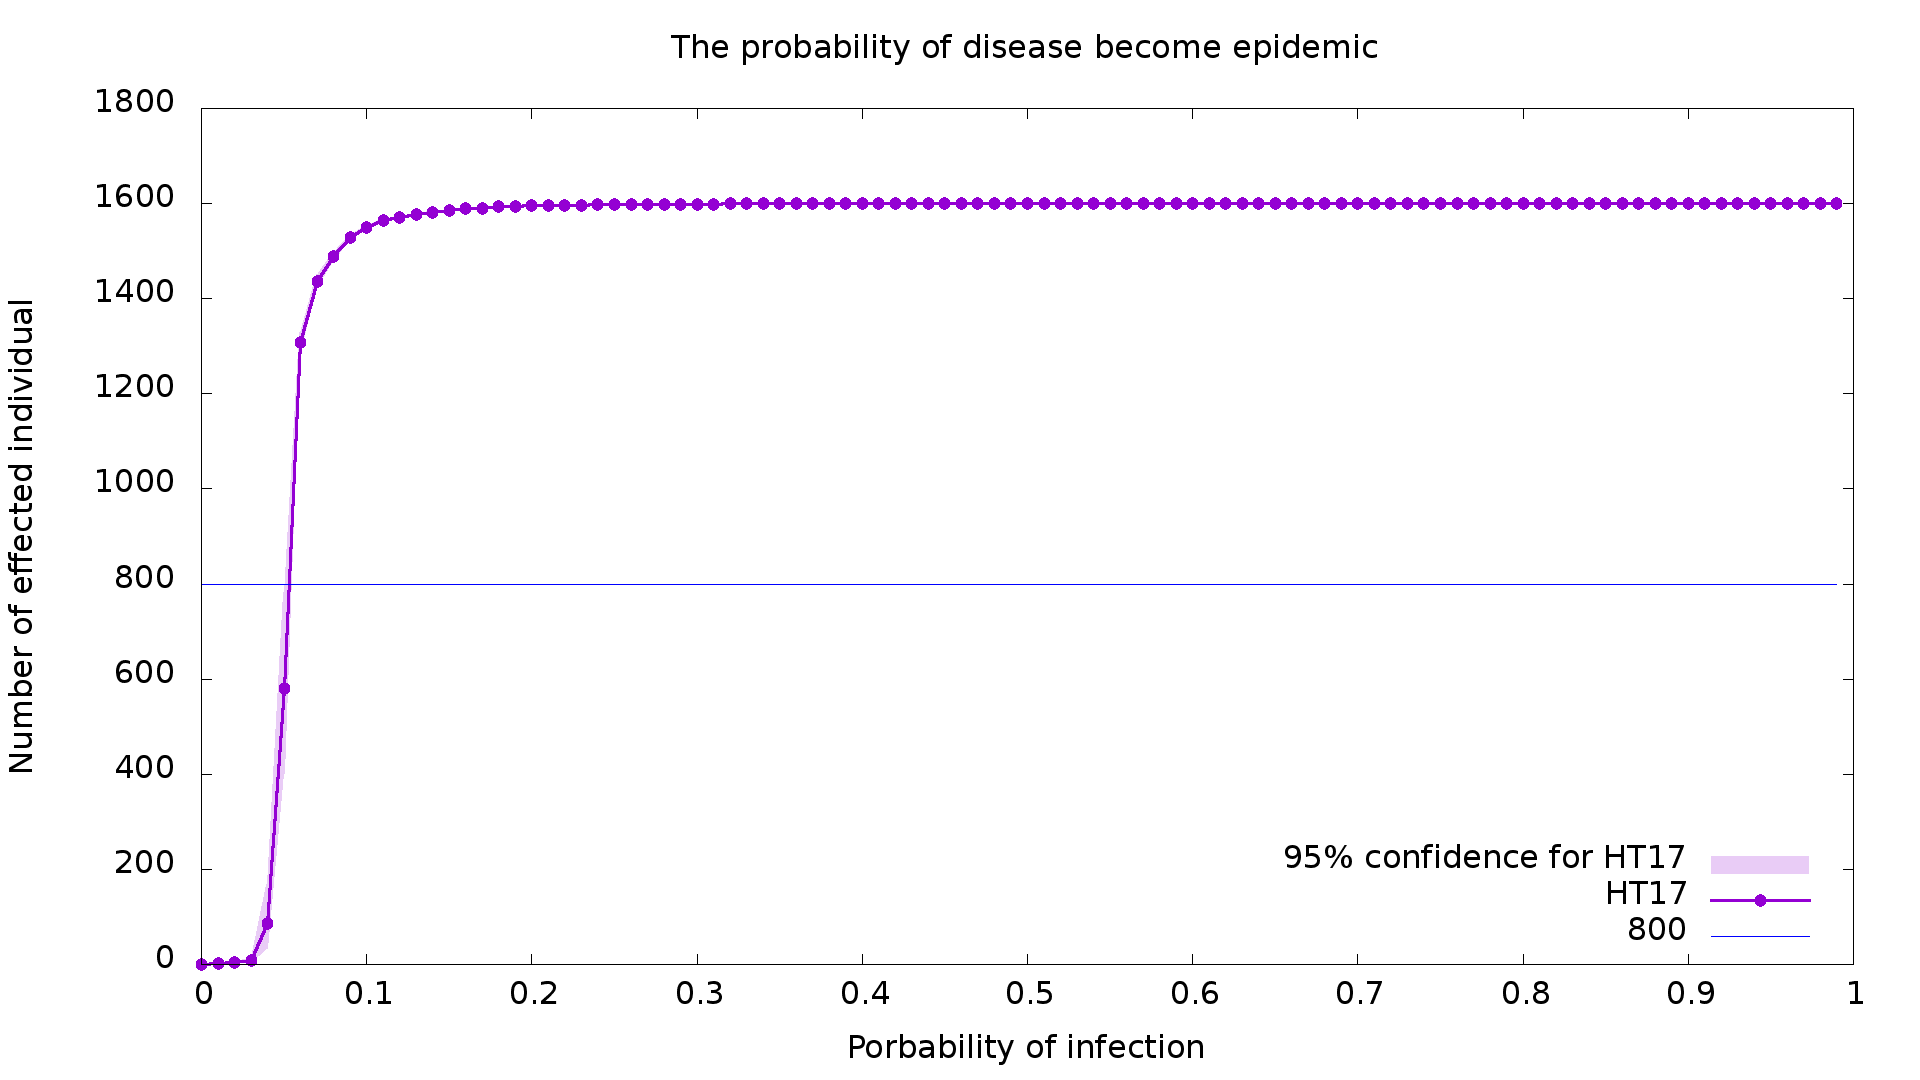 The probability of disease become epidemic
1800
1600
1400
1200
1000
800
600
400
200
0
Number of effected individual
0 0.1 0.2 0.3 0.4 0.5 0.6 0.7 0.8 0.9 1
Porbability of infection
95% confidence for HT17
HT17
800